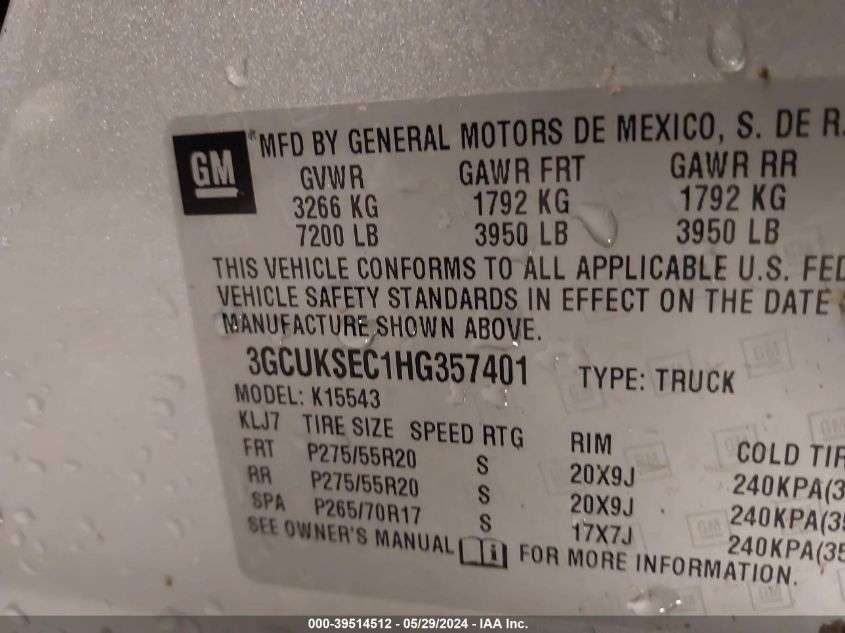 GM
® MFD BY GENERAL MOTORS DE MEXICO, S. DE R.
GVWR GAWR FRT GAWR RR
3266 KG 1792 KG 1792 KG
7200 LB 3950 LB 3950 LB
THIS VEHICLE CONFORMS TO ALL APPLICABLE U.S. FED
VEHICLE SAFETY STANDARDS IN EFFECT ON THE DATE
MANUFACTURE SHOWN ABOVE.
3GCUKSEC1HG357401 TYPE: TRUCK
MODEL: K15543
KLJ7 TIRE SIZE SPEED RTG RIM COLD TIR
FRT P275/55R20 S 20X9J 240KPA(3
RR P275/55R20 S 20X9J 240KPA(35
SPA P265/70R17 S 17X7J 240KPA(35
SEE OWNER'S MANUAL i FOR MORE INFORMATION.
000-39514512 - 05/29/2024 - IAA Inc.